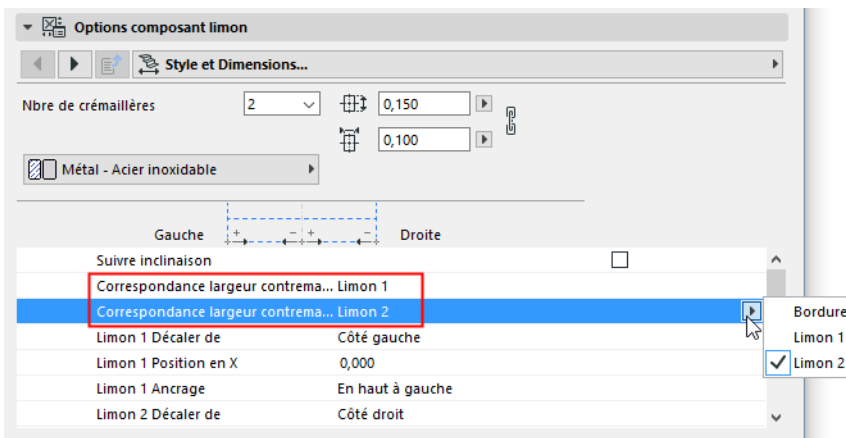 Options composant limon
Style et Dimensions...
Nbre de crémaillères 2 0,150
0,100
Métal - Acier inoxidable
Gauche + - + - Droite
Suivre inclinaison
Correspondance largeur contrema... Limon 1
Correspondance largeur contrema... Limon 2
Bordure
Limon 1 Décaler de Côté gauche
Limon 1
Limon 1 Position en X 0,000
Limon 2
Limon 1 Ancrage En haut à gauche
Limon 2 Décaler de Côté droit